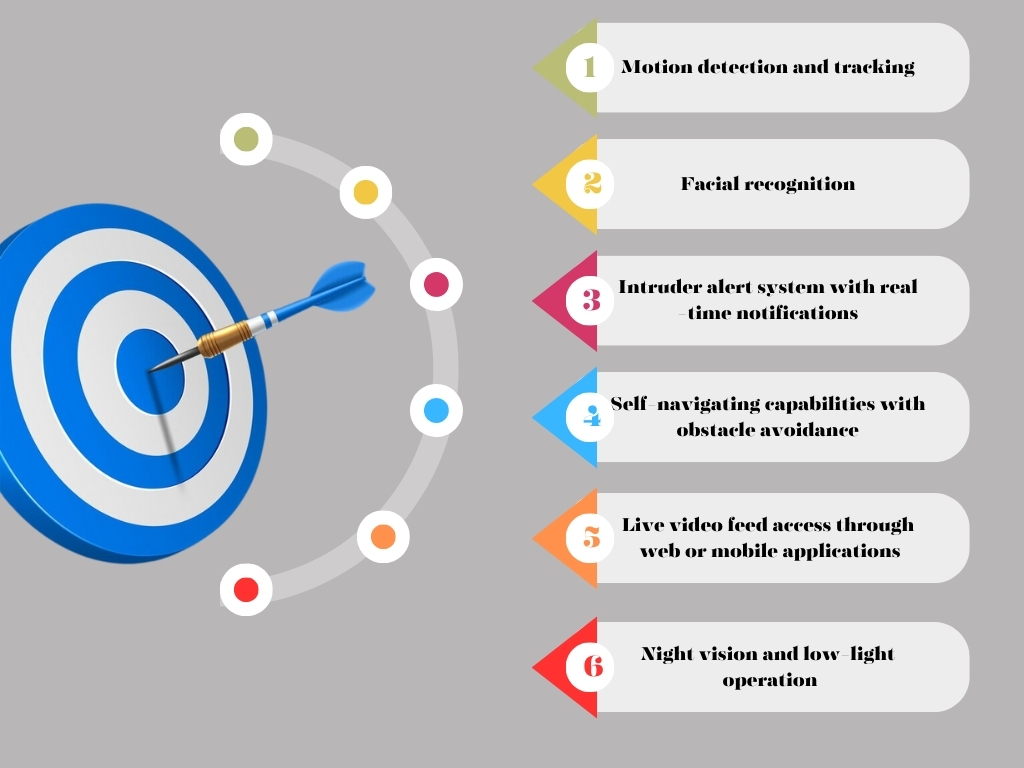 1
Motion detection and tracking
2
Facial recognition
3
Intruder alert system with real
-time notifications
4
Self-navigating capabilities with
obstacle avoidance
5
Live video feed access through
web or mobile applications
6
Night vision and low-light
operation